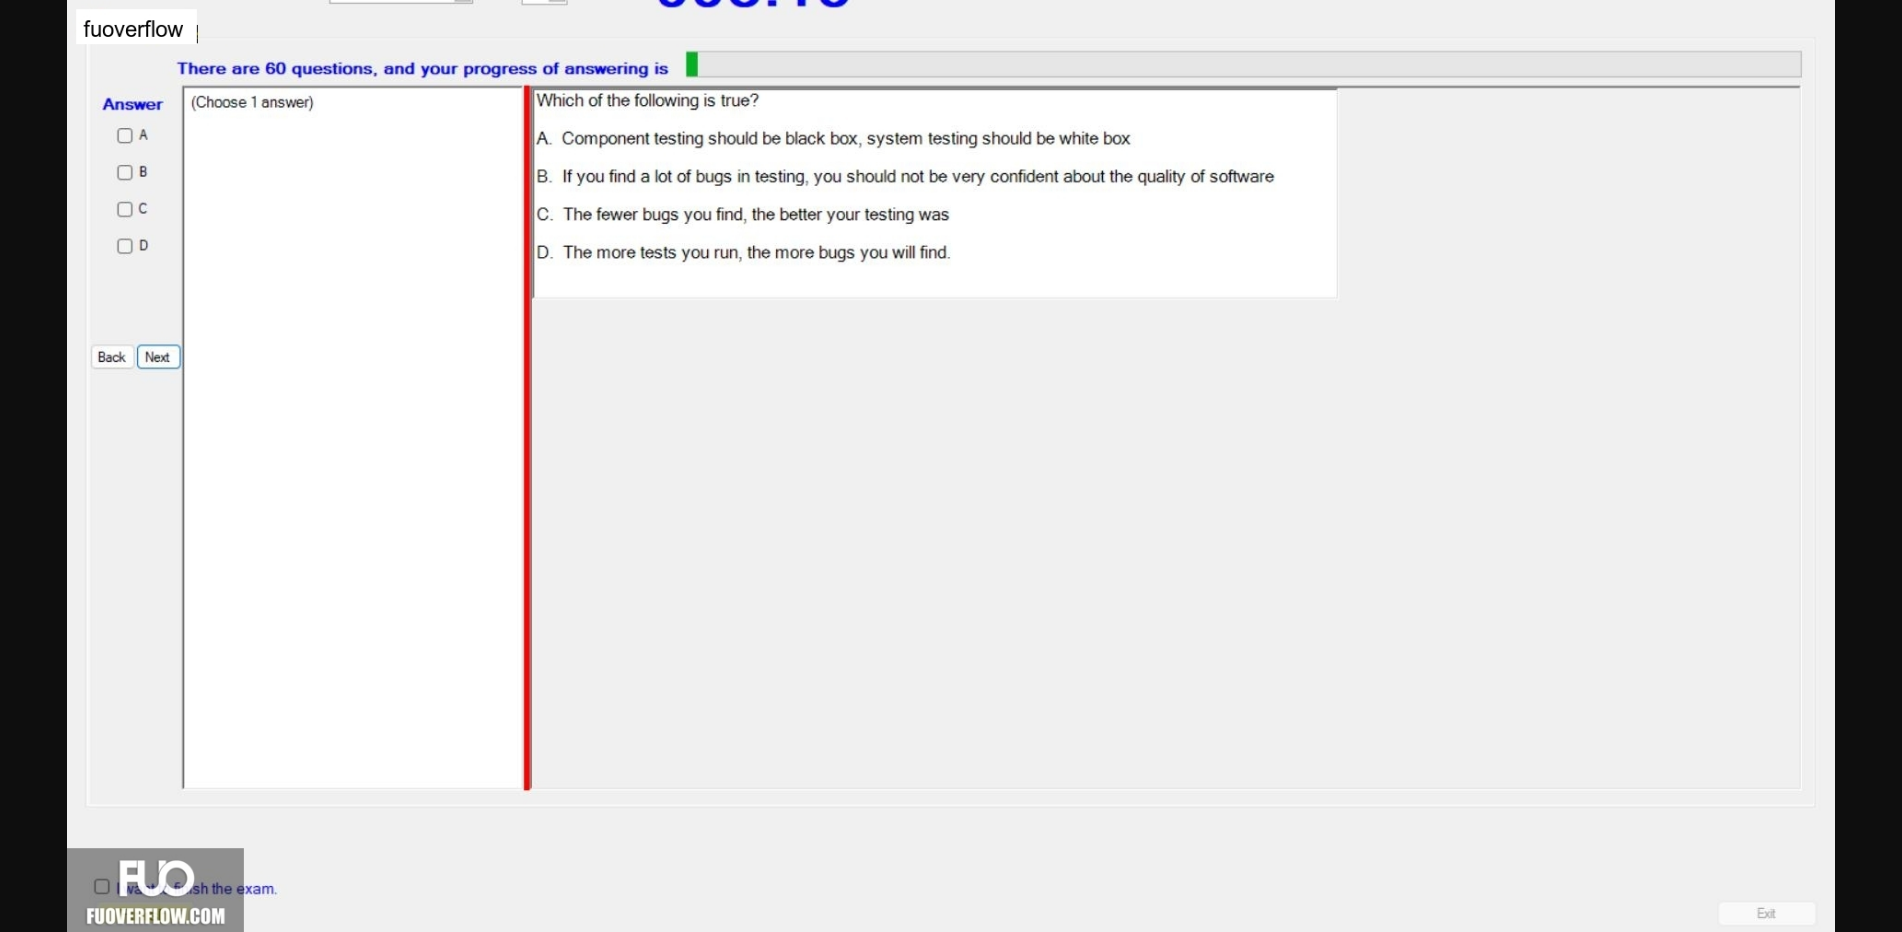 fuoverflow
There are 60 questions, and your progress of answering is
Answer
(Choose 1 answer)
A
B
C
D
Back
Next
Which of the following is true?
A. Component testing should be black box, system testing should be white box
B. If you find a lot of bugs in testing, you should not be very confident about the quality of software
C. The fewer bugs you find, the better your testing was
D. The more tests you run, the more bugs you will find.
I want finish the exam.
FUO
FUOVERFLOW.COM
Exit